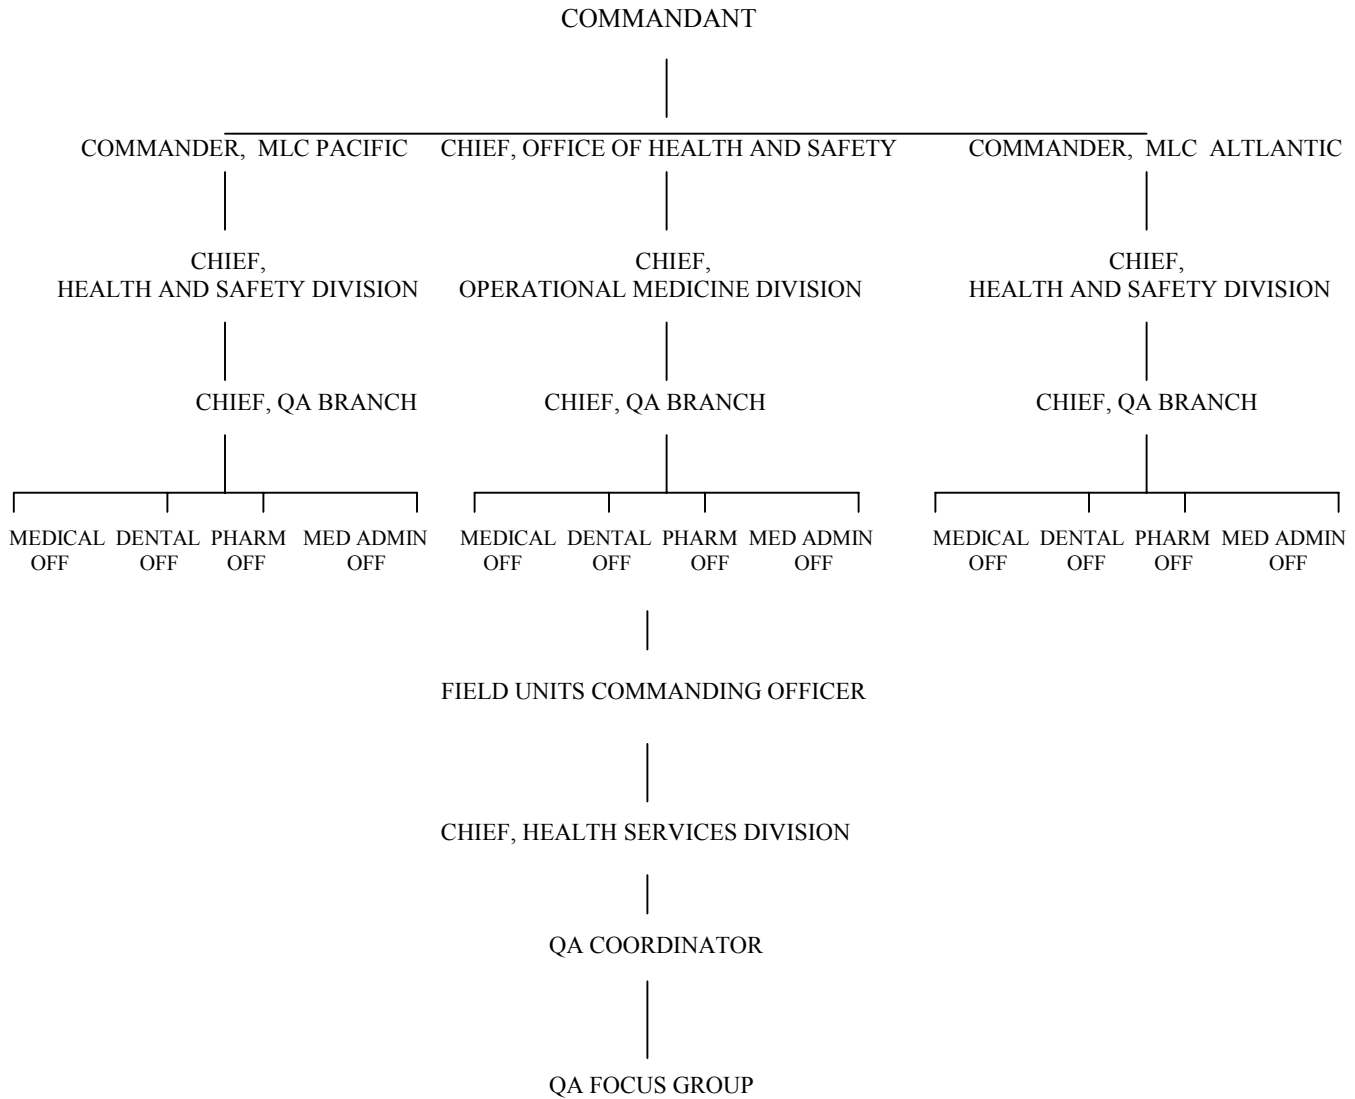 COMMANDANT
COMMANDER, MLC PACIFIC
CHIEF, OFFICE OF HEALTH AND SAFETY
COMMANDER, MLC ALTLANTIC
CHIEF,
HEALTH AND SAFETY DIVISION
CHIEF,
OPERATIONAL MEDICINE DIVISION
CHIEF,
HEALTH AND SAFETY DIVISION
CHIEF, QA BRANCH
CHIEF, QA BRANCH
CHIEF, QA BRANCH
MEDICAL DENTAL PHARM MED ADMIN
OFF OFF OFF OFF
MEDICAL DENTAL PHARM MED ADMIN
OFF OFF OFF OFF
MEDICAL DENTAL PHARM MED ADMIN
OFF OFF OFF OFF
FIELD UNITS COMMANDING OFFICER
CHIEF, HEALTH SERVICES DIVISION
QA COORDINATOR
QA FOCUS GROUP